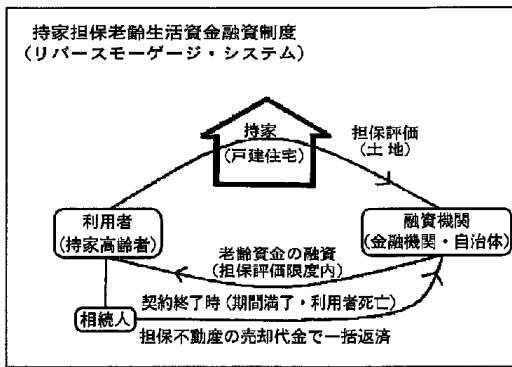 持家担保老齢生活資金融資制度
(リバースモーゲージ・システム)
持家
(戸建住宅)
担保評価
(土地)
利用者
(持家高齢者)
融資機関
(金融機関・自治体)
老齢資金の融資
(担保評価限度内)
契約終了時(期間満了・利用者死亡)
相続人
担保不動産の売却代金で一括返済